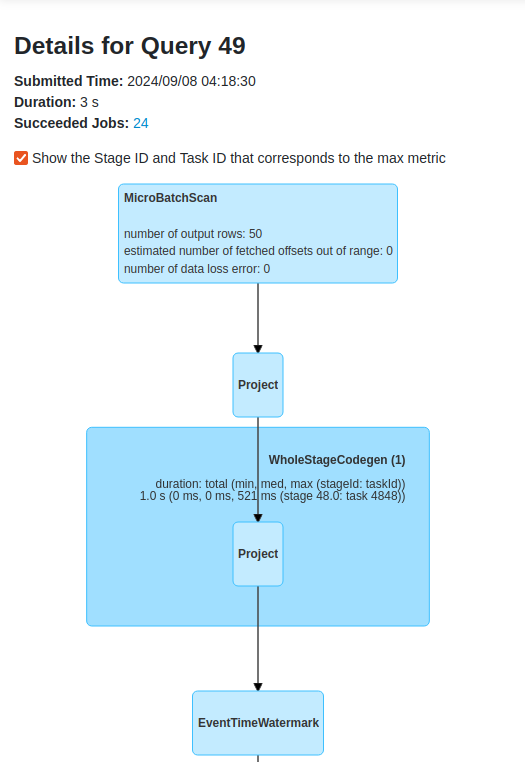 Details for Query 49
Submitted Time: 2024/09/08 04:18:30
Duration: 3 s
Succeeded Jobs: 24
Show the Stage ID and Task ID that corresponds to the max metric
MicroBatchScan
number of output rows: 50
estimated number of fetched offsets out of range: 0
number of data loss error: 0
Project
WholeStageCodegen (1)
duration: total (min, med, max (stageId: taskId))
1.0 s (0 ms, 0 ms, 521 ms (stage 48.0: task 4848))
Project
EventTimeWatermark